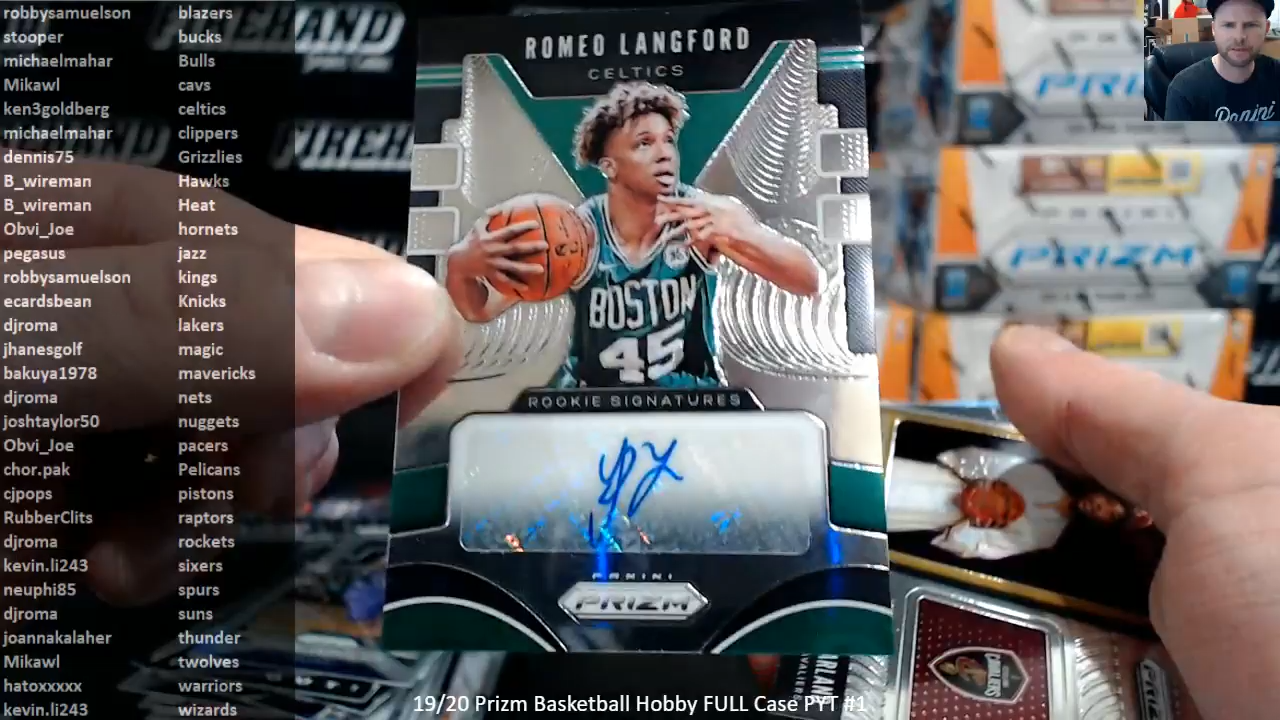 robbysamuelson blazers
stooper bucks
michaelmahar Bulls
Mikawl cavs
ken3goldberg celtics
michaelmahar clippers
dennis75 Grizzlies
B_wireman Hawks
B_wireman Heat
Obvi_Joe hornets
pegasus jazz
robbysamuelson kings
ecardsbean Knicks
djroma lakers
jhanesgolf magic
bakuya1978 mavericks
djroma nets
joshtaylor50 nuggets
Obvi_Joe pacers
chor.pak Pelicans
cjpops pistons
RubberClits raptors
djroma rockets
kevin.li243 sixers
neuphi85 spurs
djroma suns
joannakalaher thunder
Mikawl twolves
hatoxxxxx warriors
kevin.li243 wizards
FIREHAND
ROMEO LANGFORD
CELTICS
BOSTON
45
ROOKIE SIGNATURES
PANINI
PRIZM
PRIZM
Panini
CAVALIERS
19/20 Prizm Basketball Hobby FULL Case PYT #1